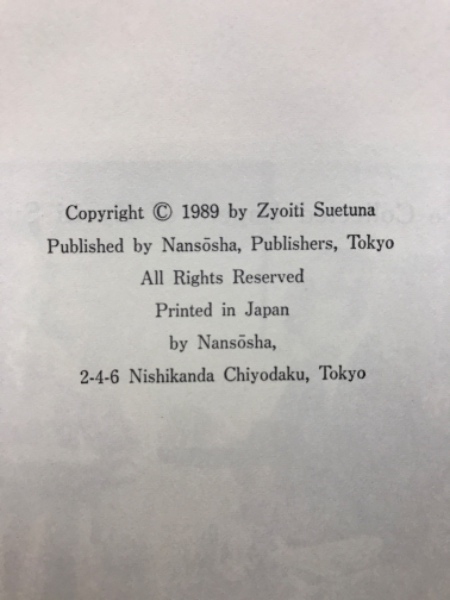 Copyright © 1989 by Zyoiti Suetuna
Published by Nansōsha, Publishers, Tokyo
All Rights Reserved
Printed in Japan
by Nansōsha,
2-4-6 Nishikanda Chiyodaku, Tokyo